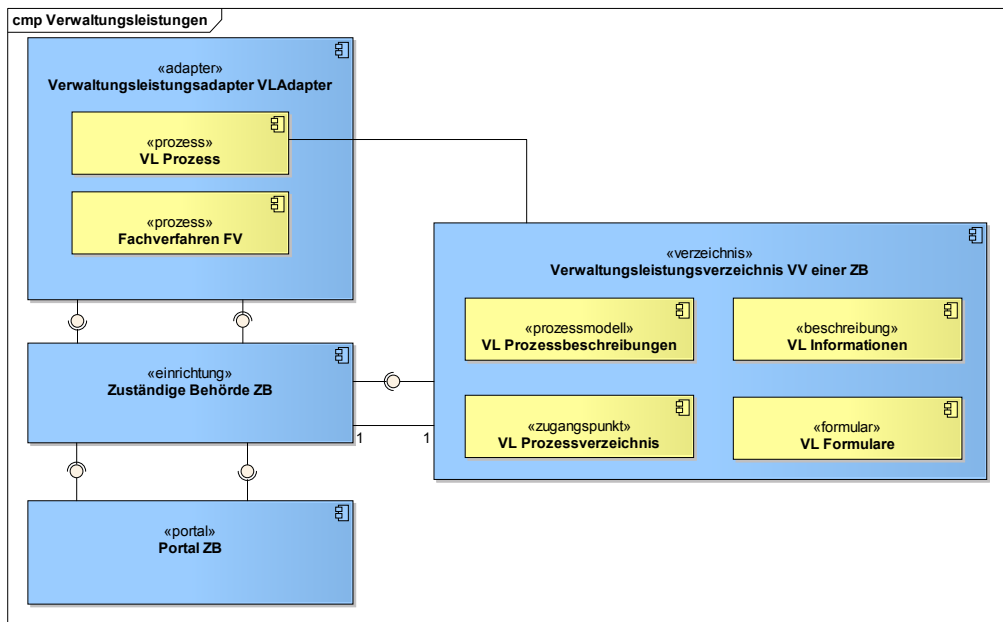 cmp Verwaltungsleistungen
«adapter»
Verwaltungsleistungsadapter VLAdapter
«prozess»
VL Prozess
«prozess»
Fachverfahren FV
«verzeichnis»
Verwaltungsleistungsverzeichnis VV einer ZB
«prozessmodell»
VL Prozessbeschreibungen
«beschreibung»
VL Informationen
«zugangspunkt»
VL Prozessverzeichnis
«formular»
VL Formulare
«einrichtung»
Zuständige Behörde ZB
1
1
«portal»
Portal ZB